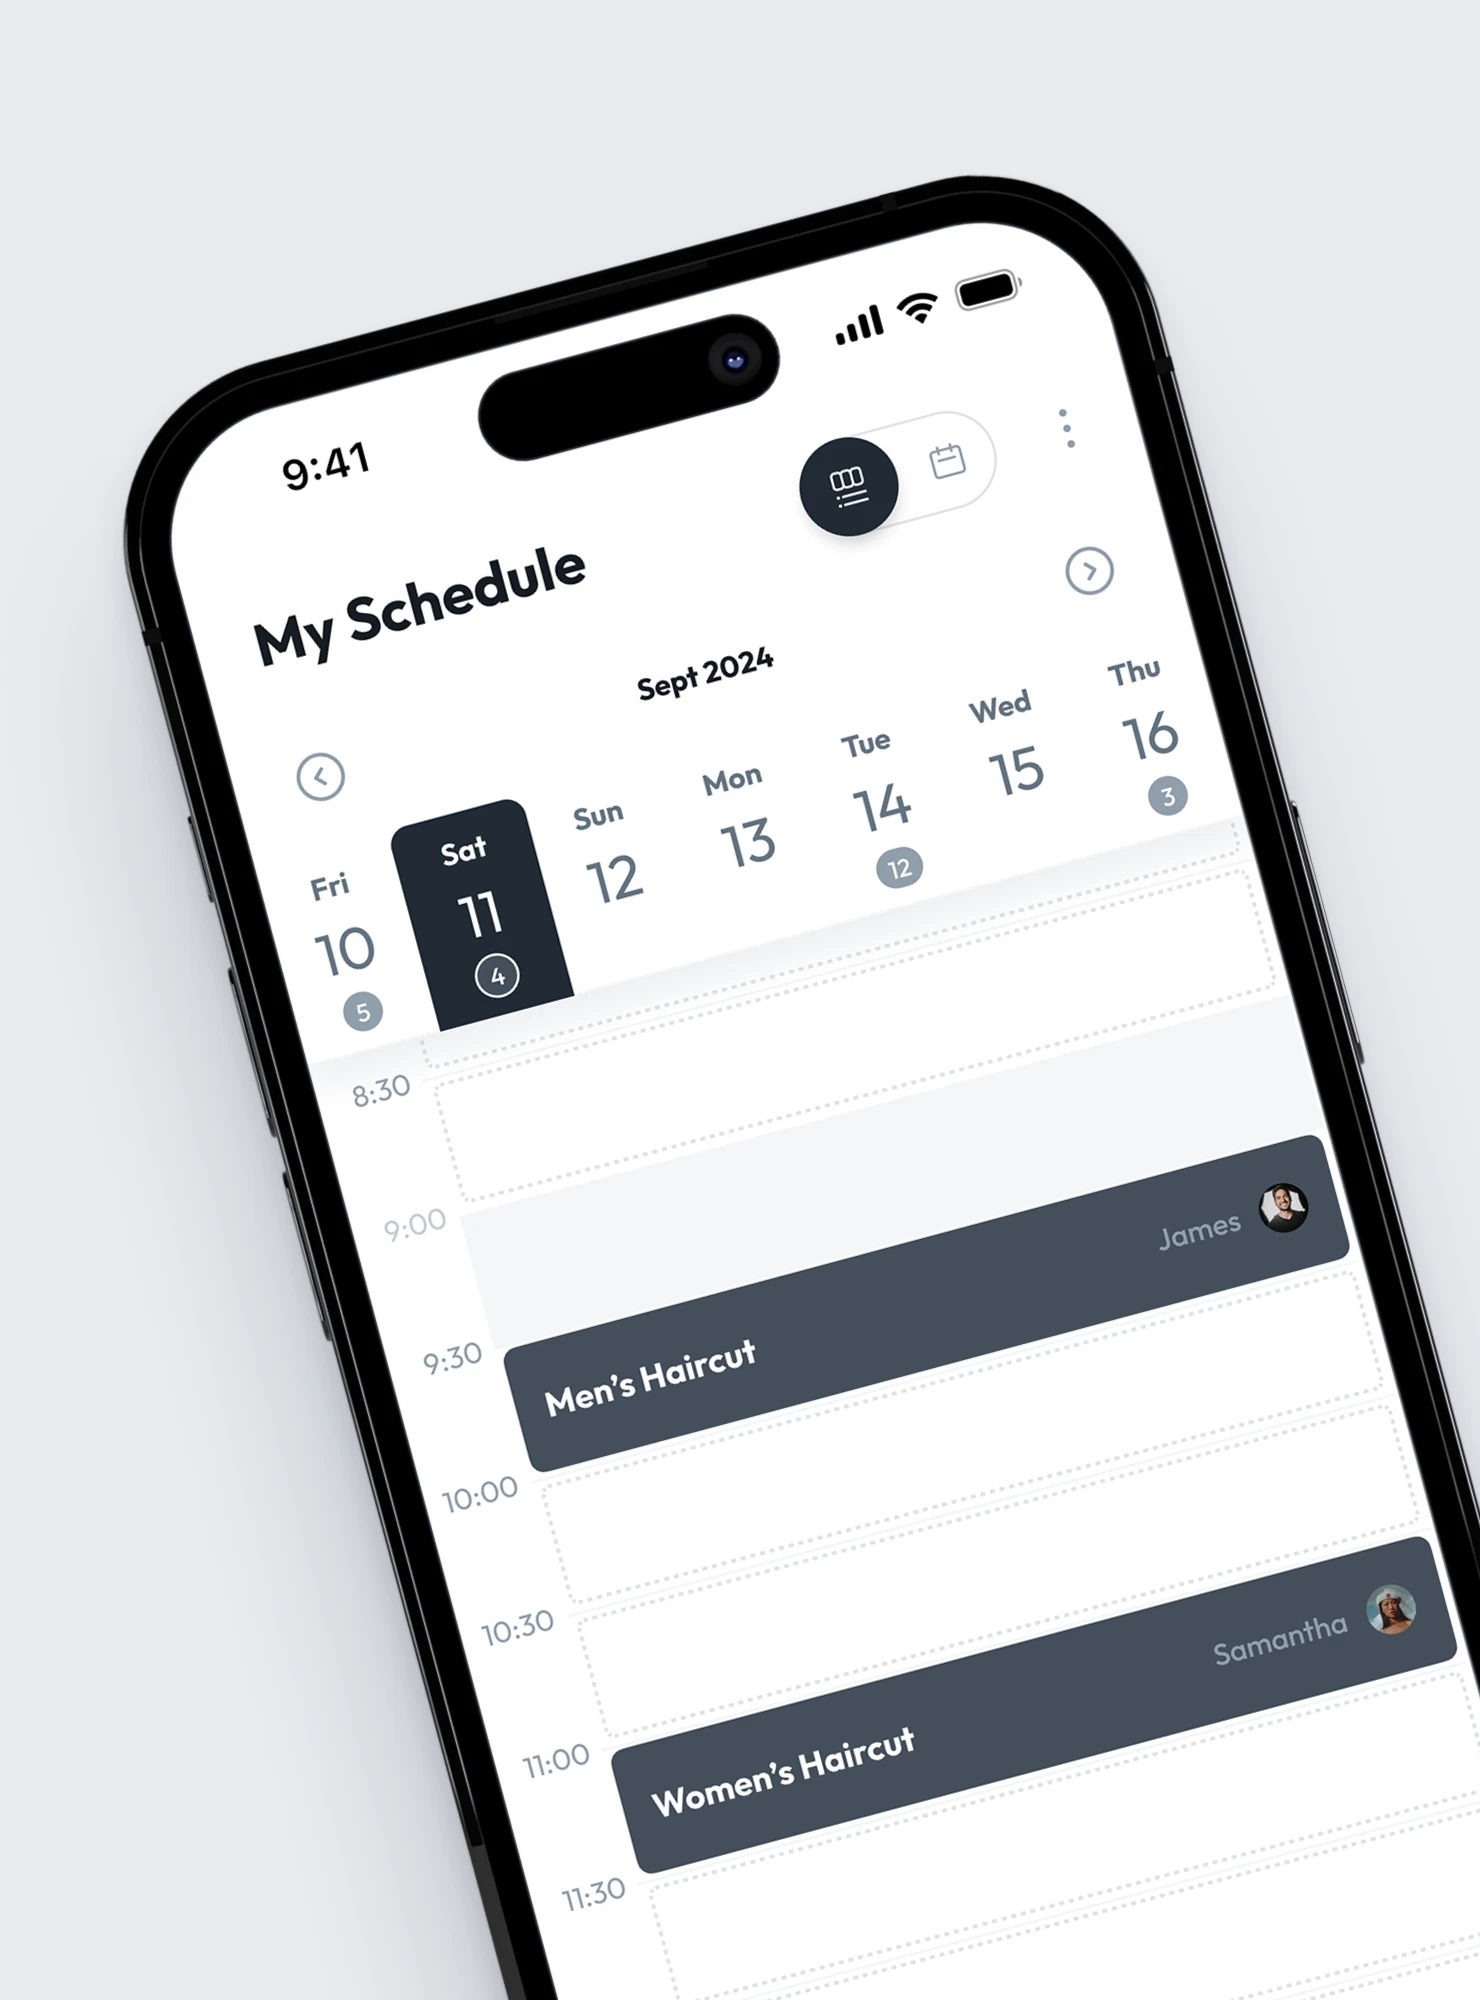 9:41
My Schedule
Sept 2024
Fri Sat Sun Mon Tue Wed Thu
10 11 12 13 14 15 16
5 4 12 3
8:30
9:00
9:30
Men's Haircut James
10:00
10:30
11:00
Women's Haircut Samantha
11:30